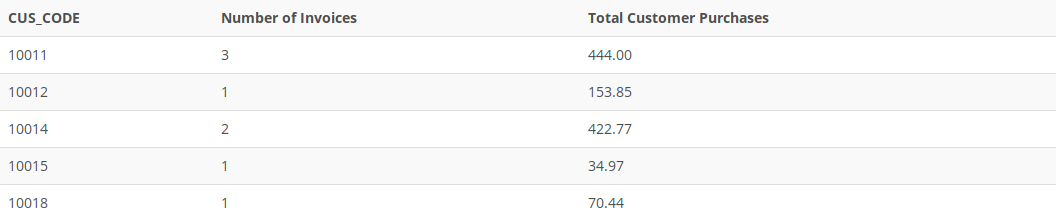 CUS_CODE Number of Invoices Total Customer Purchases
10011 3 444.00
10012 1 153.85
10014 2 422.77
10015 1 34.97
10018 1 70.44